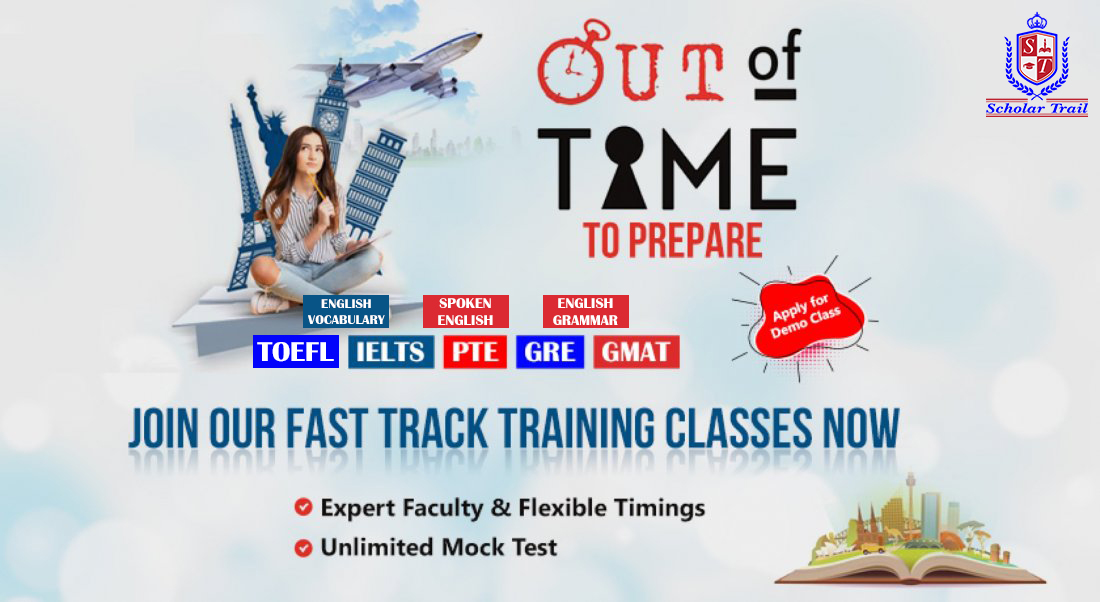 OUT of
TIME
TO PREPARE
S T
Scholar Trail
ENGLISH
VOCABULARY
SPOKEN
ENGLISH
ENGLISH
GRAMMAR
Apply for
Demo Class
TOEFL IELTS PTE GRE GMAT
JOIN OUR FAST TRACK TRAINING CLASSES NOW
Expert Faculty & Flexible Timings
Unlimited Mock Test